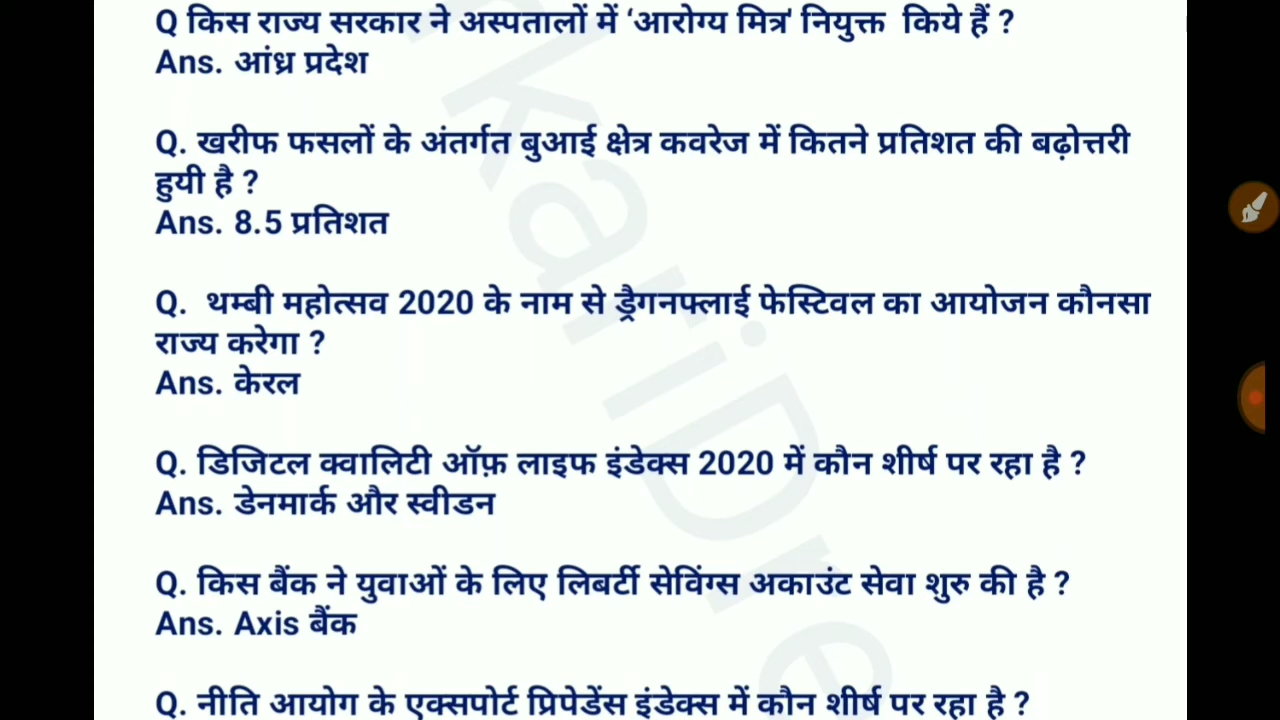 Q किस राज्य सरकार ने अस्पतालों में ‘आरोग्य मित्र' नियुक्त किये हैं ?
Ans. आंध्र प्रदेश
Q. खरीफ फसलों के अंतर्गत बुआई क्षेत्र कवरेज में कितने प्रतिशत की बढ़ोत्तरी
हुयी है ?
Ans. 8.5 प्रतिशत
Q. थम्बी महोत्सव 2020 के नाम से ड्रैगनफ्लाई फेस्टिवल का आयोजन कौनसा
राज्य करेगा ?
Ans. केरल
Q. डिजिटल क्वालिटी ऑफ़ लाइफ इंडेक्स 2020 में कौन शीर्ष पर रहा है ?
Ans. डेनमार्क और स्वीडन
Q. किस बैंक ने युवाओं के लिए लिबर्टी सेविंग्स अकाउंट सेवा शुरु की है ?
Ans. Axis बैंक
Q. नीति आयोग के एक्सपोर्ट प्रिपेडेंस इंडेक्स में कौन शीर्ष पर रहा है ?